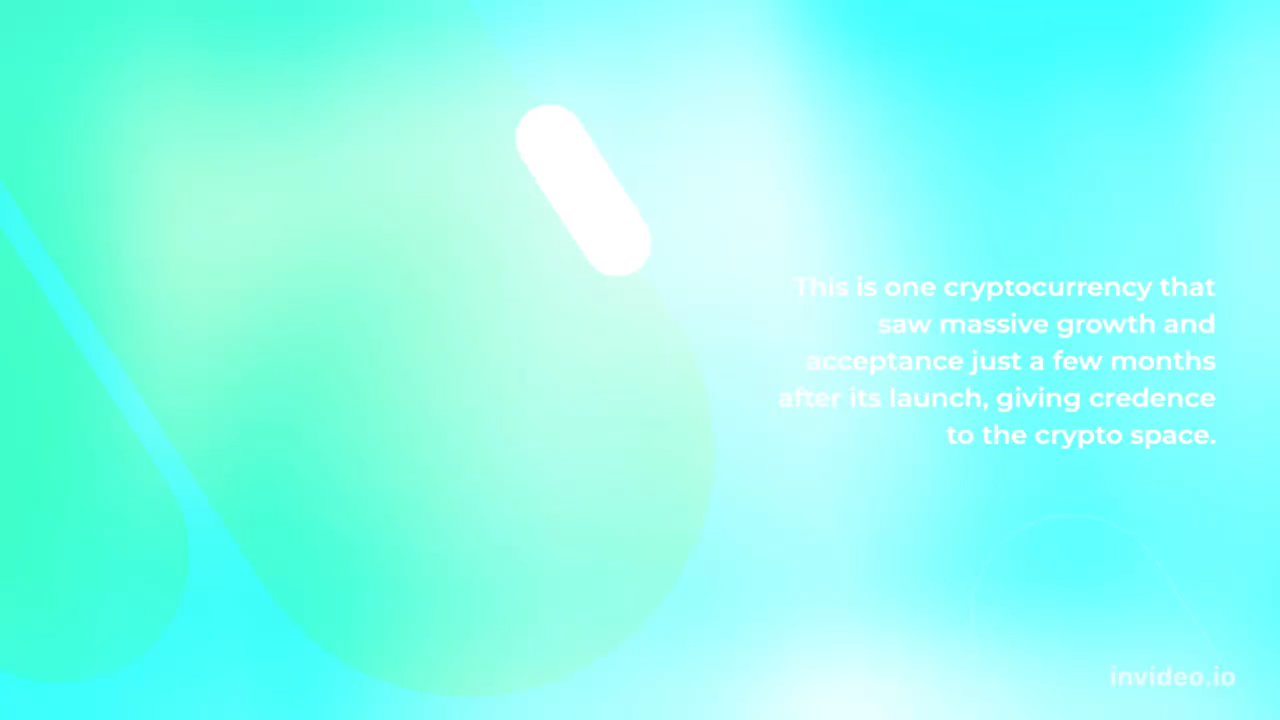 This is one cryptocurrency that
saw massive growth and
acceptance just a few months
after its launch, giving credence
to the crypto space.
invideo.io